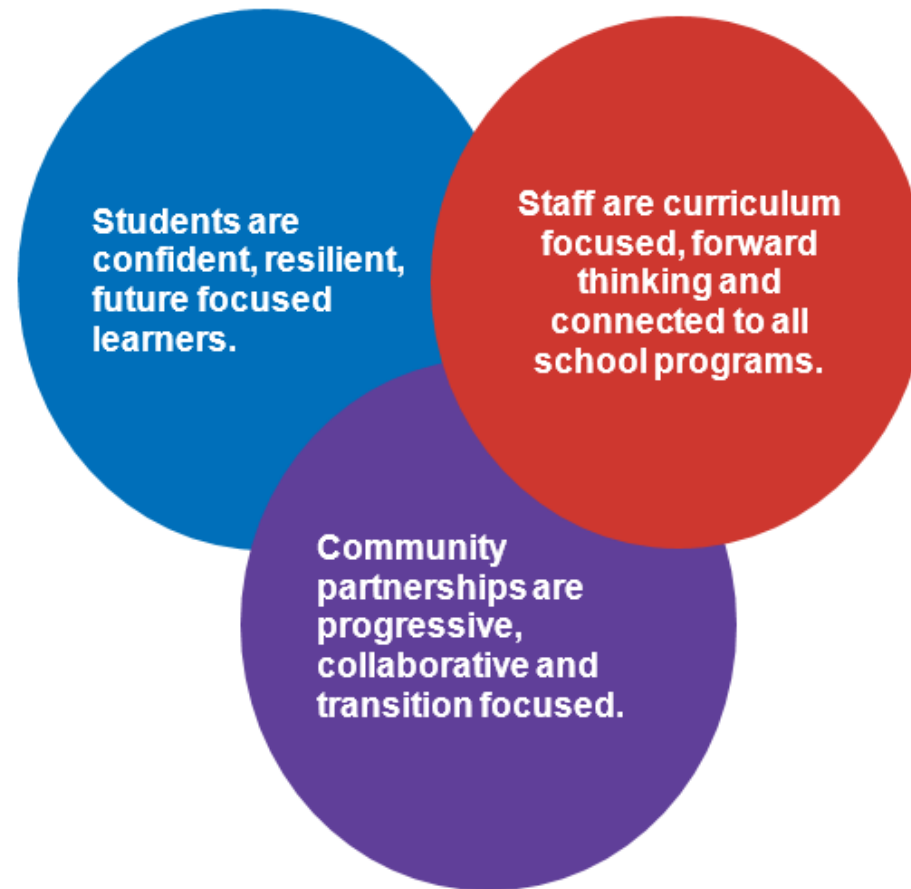 Students are
confident, resilient,
future focused
learners.
Staff are curriculum
focused, forward
thinking and
connected to all
school programs.
Community
partnerships are
progressive,
collaborative and
transition focused.